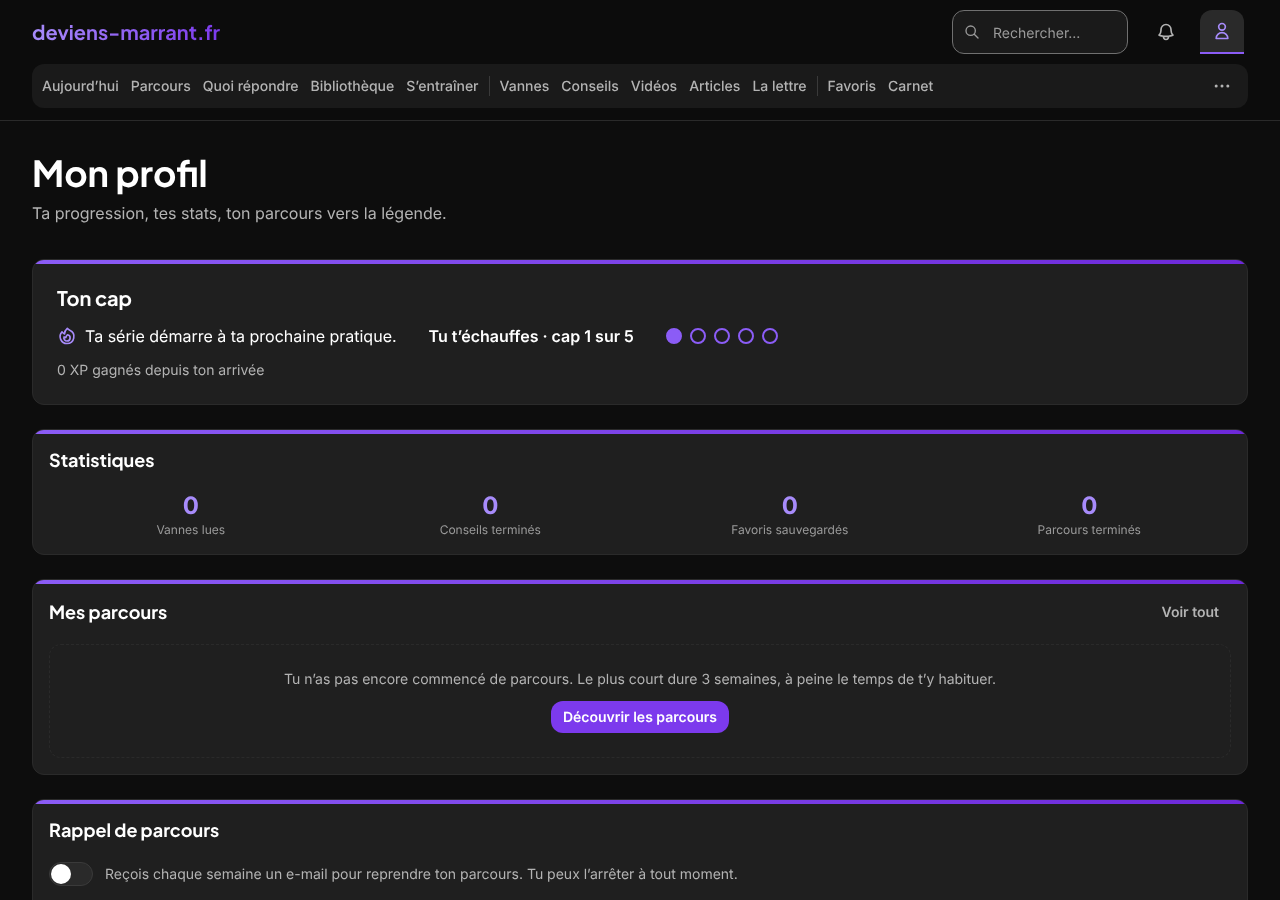 deviens-marrant.fr
Rechercher...
Aujourd’hui Parcours Quoi répondre Bibliothèque S’entraîner Vannes Conseils Vidéos Articles La lettre Favoris Carnet
Mon profil
Ta progression, tes stats, ton parcours vers la légende.
Ton cap
Ta série démarre à ta prochaine pratique. Tu t’échauffes · cap 1 sur 5
0 XP gagnés depuis ton arrivée
Statistiques
0 0 0 0
Vannes lues Conseils terminés Favoris sauvegardés Parcours terminés
Mes parcours Voir tout
Tu n’as pas encore commencé de parcours. Le plus court dure 3 semaines, à peine le temps de t’y habituer.
Découvrir les parcours
Rappel de parcours
Reçois chaque semaine un e-mail pour reprendre ton parcours. Tu peux l’arrêter à tout moment.